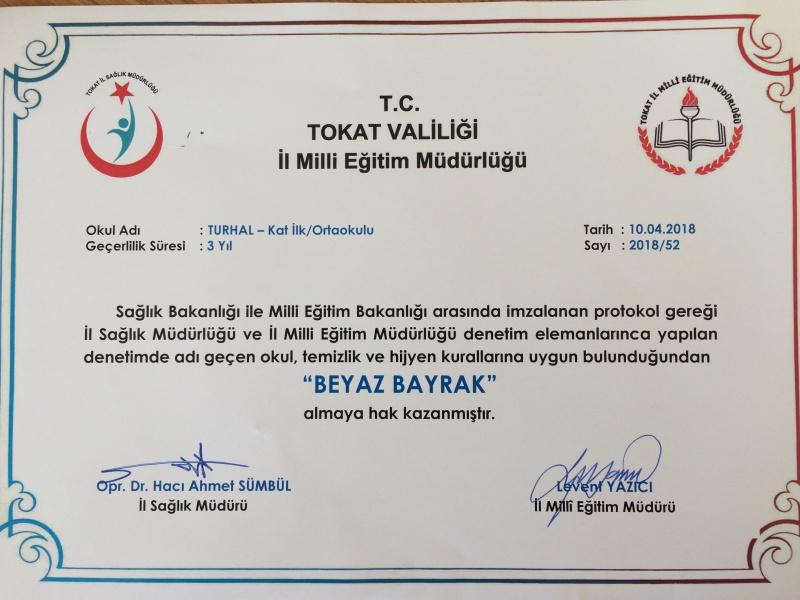 TOKAT İL SAĞLIK MÜDÜRLÜĞÜ
TOKAT İL MİLLİ EĞİTİM MÜDÜRLÜĞÜ
T.C.
TOKAT VALİLİĞİ
İl Milli Eğitim Müdürlüğü
Okul Adı : TURHAL – Kat İlk/Ortaokulu
Tarih : 10.04.2018
Geçerlilik Süresi : 3 Yıl
Sayı : 2018/52
Sağlık Bakanlığı ile Milli Eğitim Bakanlığı arasında imzalanan protokol gereği
İl Sağlık Müdürlüğü ve İl Milli Eğitim Müdürlüğü denetim elemanlarınca yapılan
denetimde adı geçen okul, temizlik ve hijyen kurallarına uygun bulunduğundan
“BEYAZ BAYRAK”
almaya hak kazanmıştır.
Opr. Dr. Hacı Ahmet SÜMBÜL
Levent YAZICI
İl Sağlık Müdürü
İl Millî Eğitim Müdürü